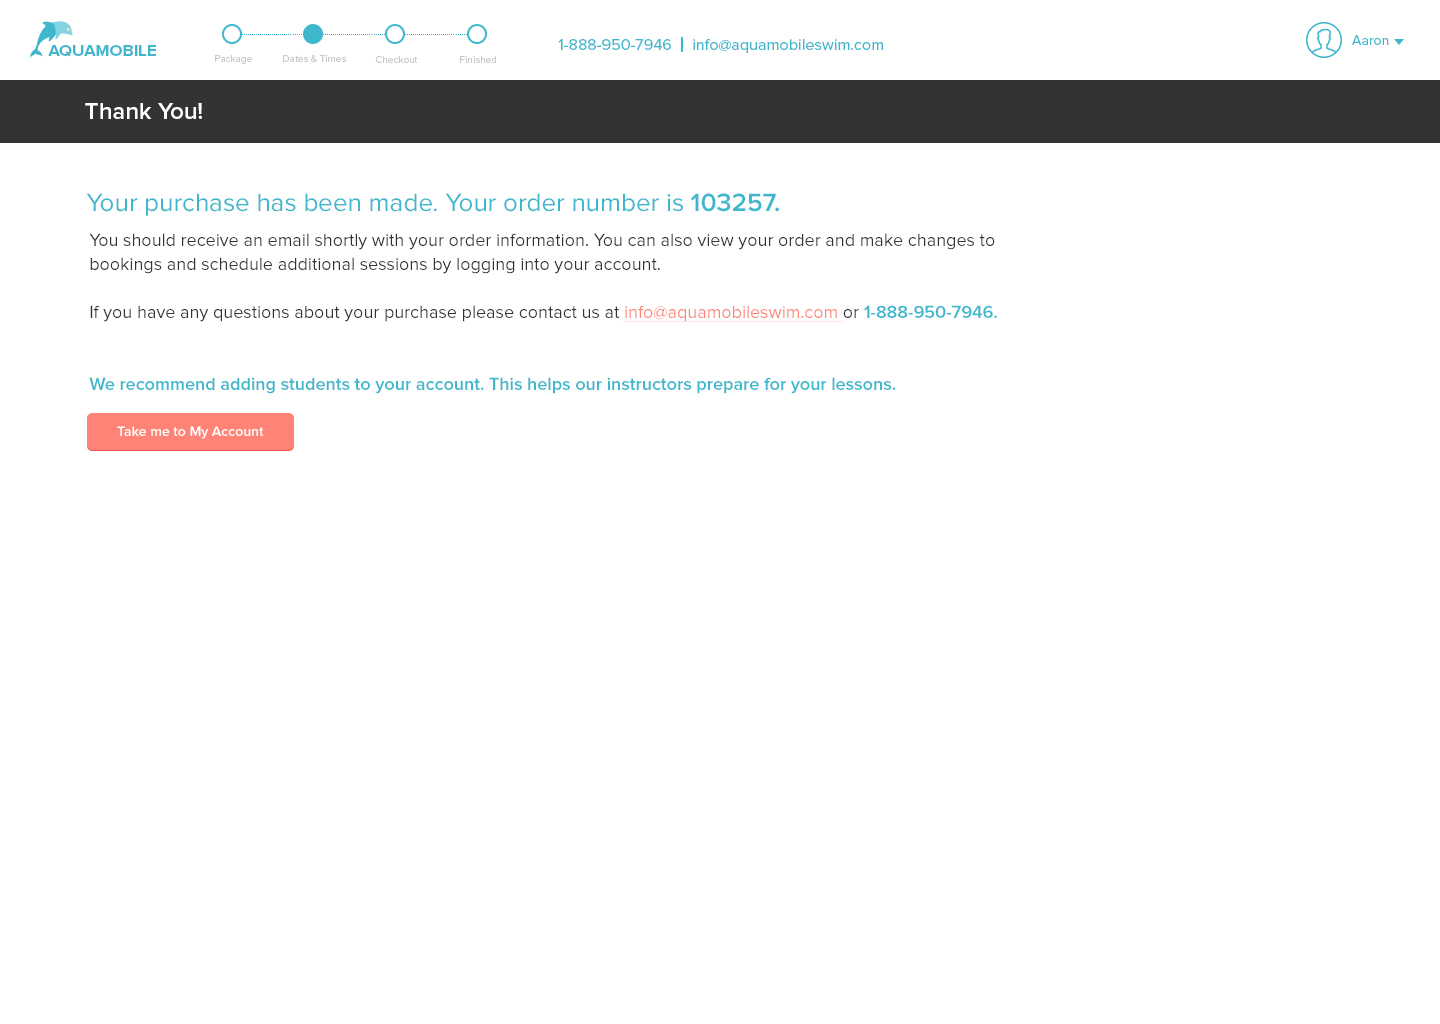 AQUAMOBILE
Package
Dates & Times
Checkout
Finished
1-888-950-7946 | info@aquamobileswim.com
Aaron
Thank You!
Your purchase has been made. Your order number is 103257.
You should receive an email shortly with your order information. You can also view your order and make changes to
bookings and schedule additional sessions by logging into your account.
If you have any questions about your purchase please contact us at info@aquamobileswim.com or 1-888-950-7946.
We recommend adding students to your account. This helps our instructors prepare for your lessons.
Take me to My Account